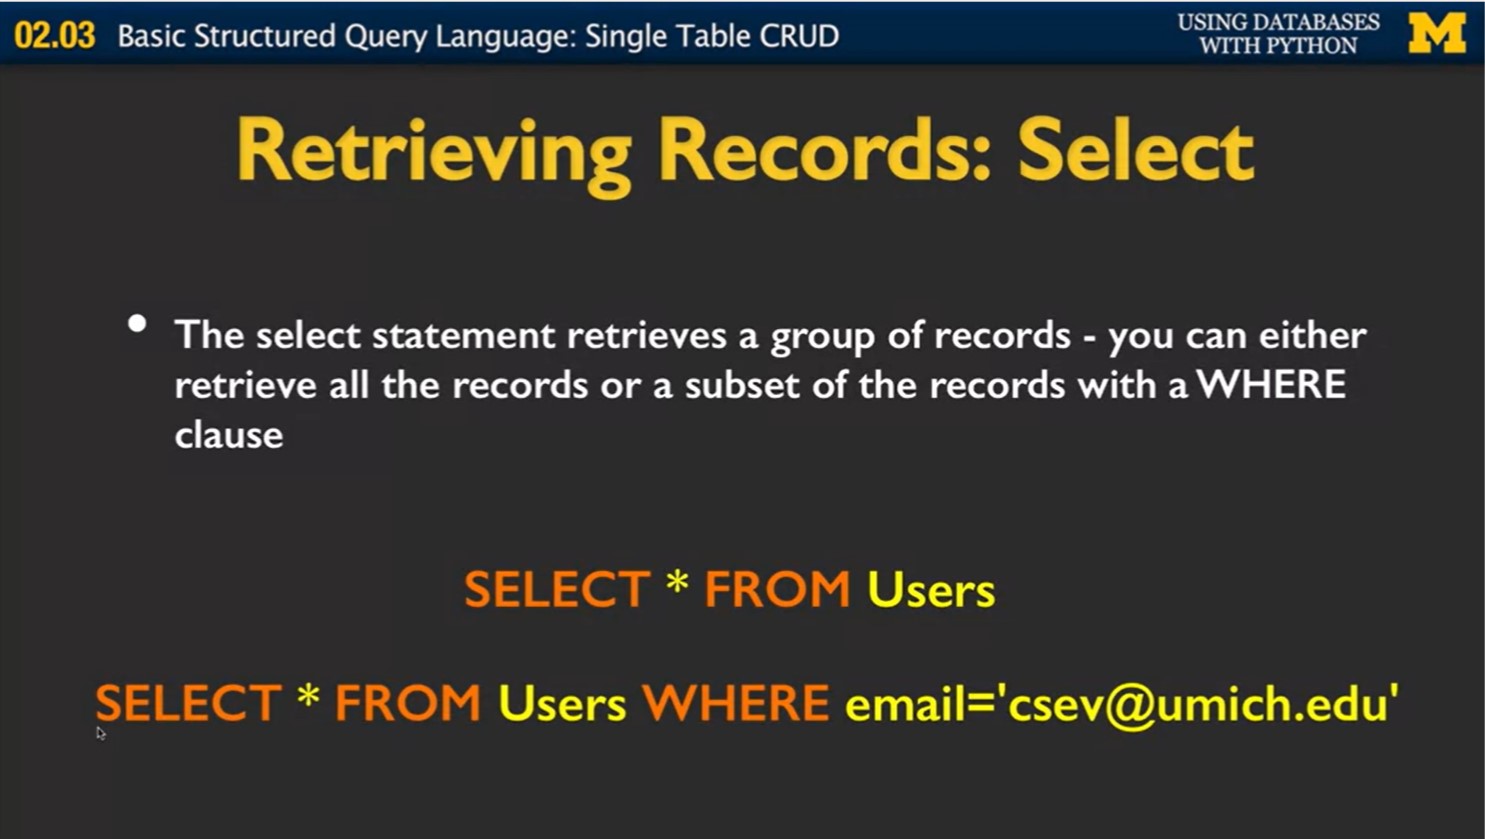 02.03 Basic Structured Query Language: Single Table CRUD
USING DATABASES
WITH PYTHON
M
Retrieving Records: Select
• The select statement retrieves a group of records - you can either
retrieve all the records or a subset of the records with a WHERE
clause
SELECT * FROM Users
SELECT * FROM Users WHERE email='csev@umich.edu'